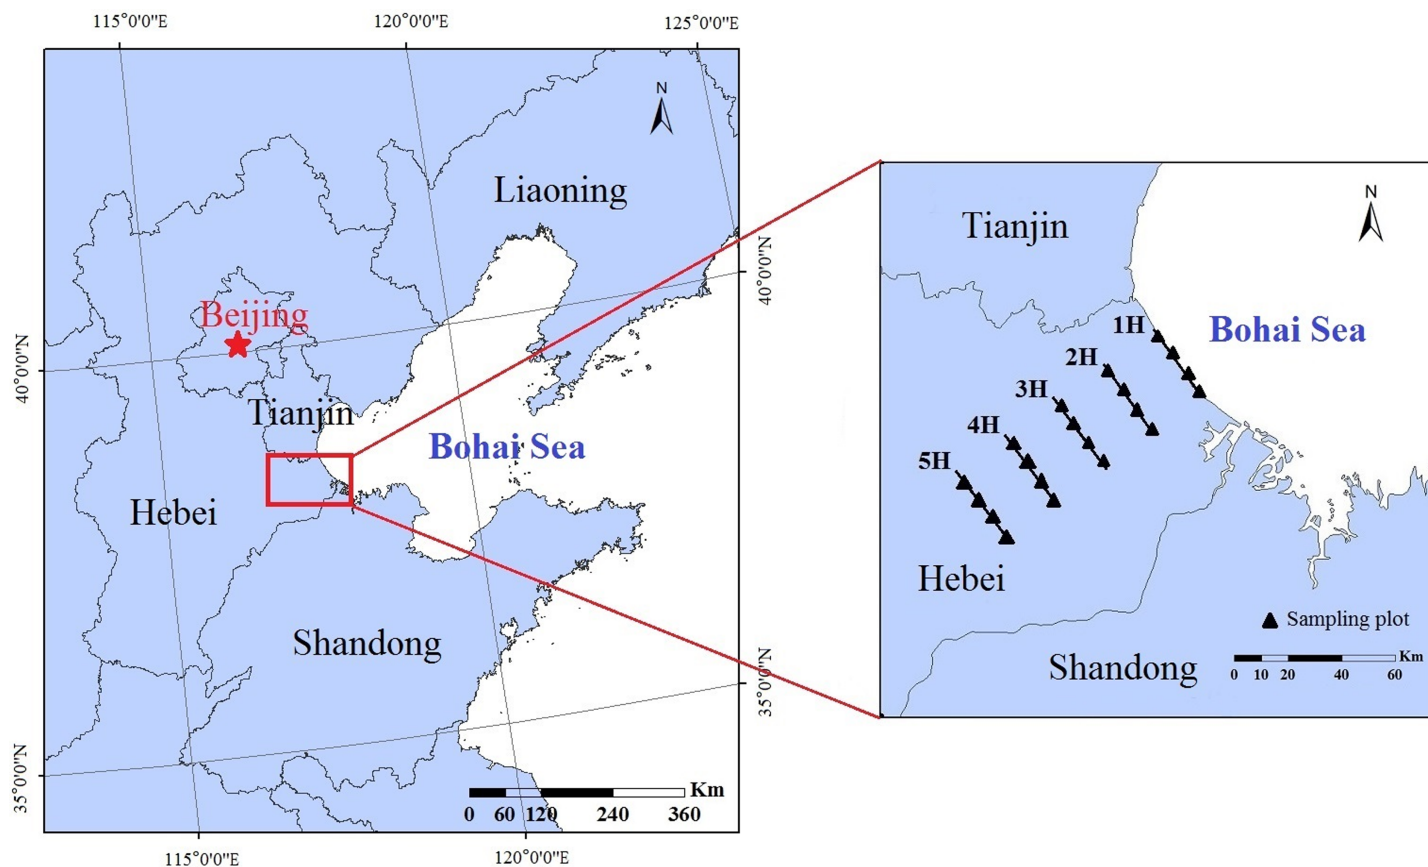 115°0'0"E
120°0'0"E
125°0'0"E
N
Liaoning
40°0'0"N
Beijing
40°0'0"N
Tianjin
Bohai Sea
Hebei
Shandong
35°0'0"N
35°0'0"N
Km
0 60 120 240 360
115°0'0"E
120°0'0"E
N
Tianjin
1H
Bohai Sea
2H
3H
4H
5H
Hebei
Sampling plot
Shandong
Km
0 10 20 40 60